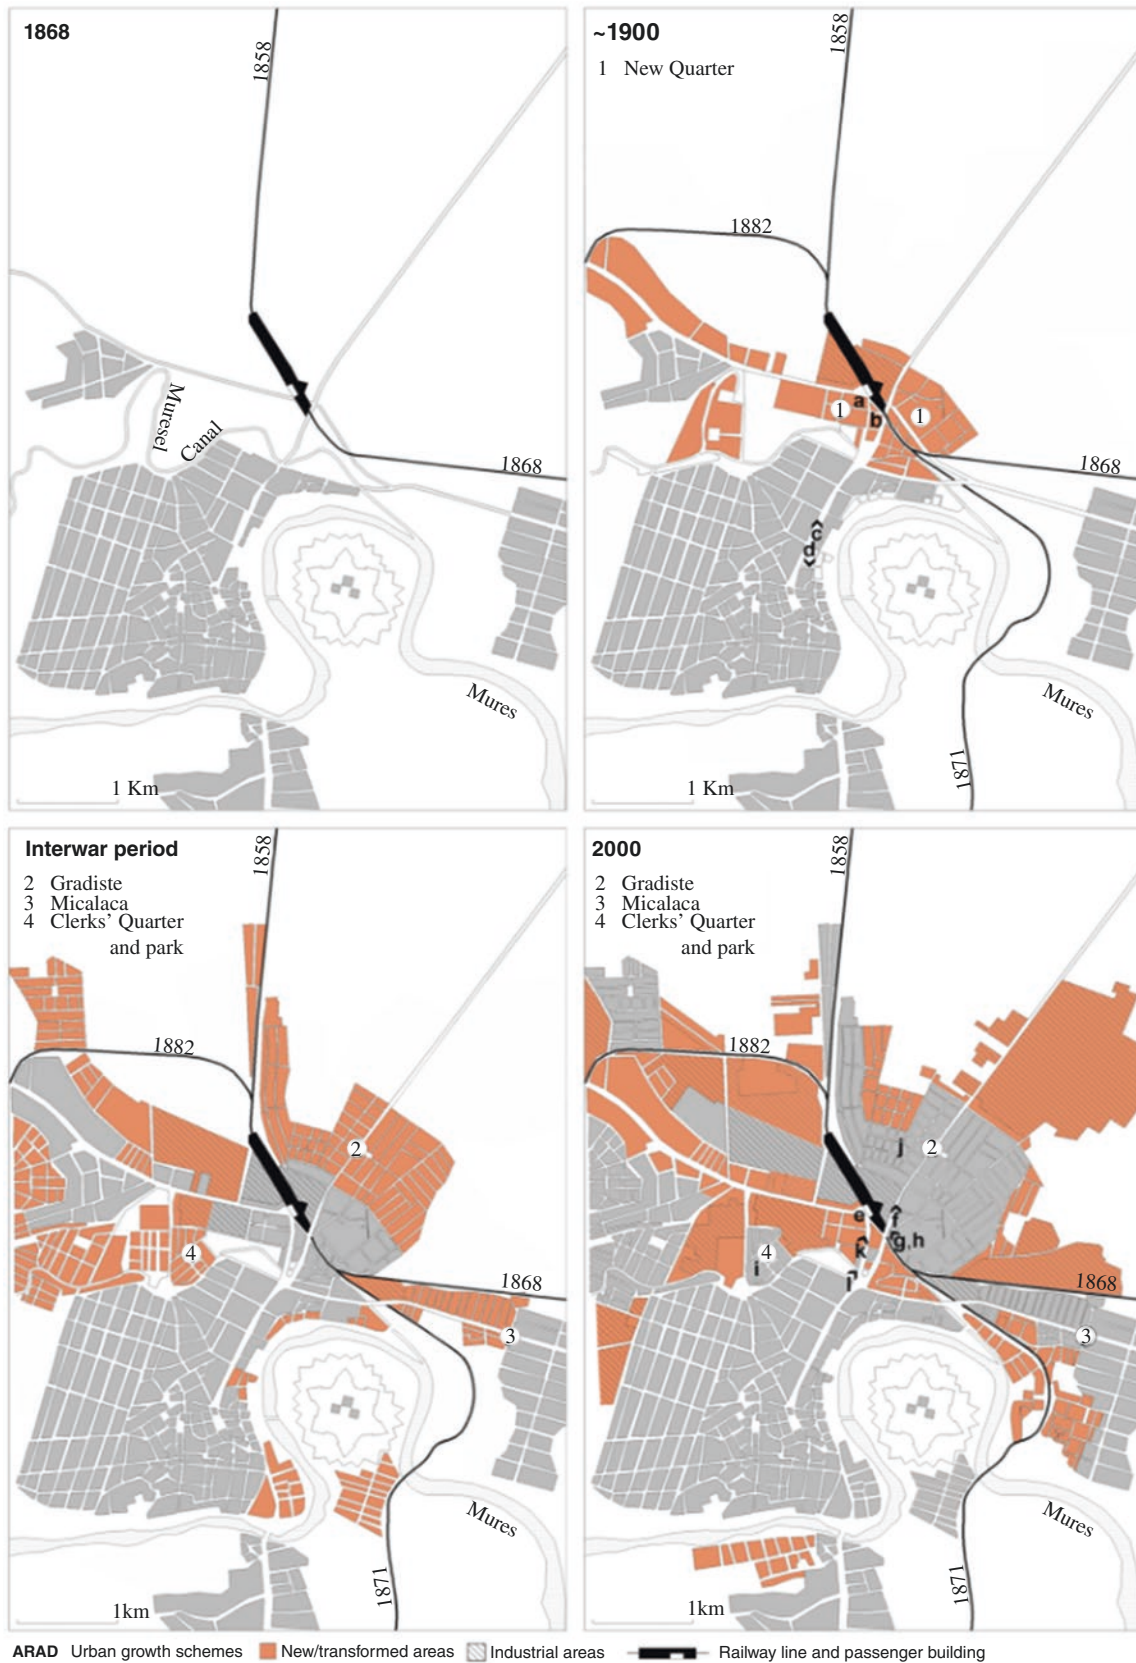 1868
1858
Muresel
Canal
1868
Mures
1 Km
~1900
1 New Quarter
1858
1882
1
a
b
1
1868
c
d
Mures
1871
1 Km
Interwar period
2 Gradiste
3 Micalaca
4 Clerks' Quarter
and park
1858
1882
2
4
1868
3
Mures
1871
1km
2000
2 Gradiste
3 Micalaca
4 Clerks' Quarter
and park
1858
1882
j
2
e
f
g,h
k
4
i
1868
3
Mures
1871
1km
ARAD Urban growth schemes New/transformed areas Industrial areas Railway line and passenger building